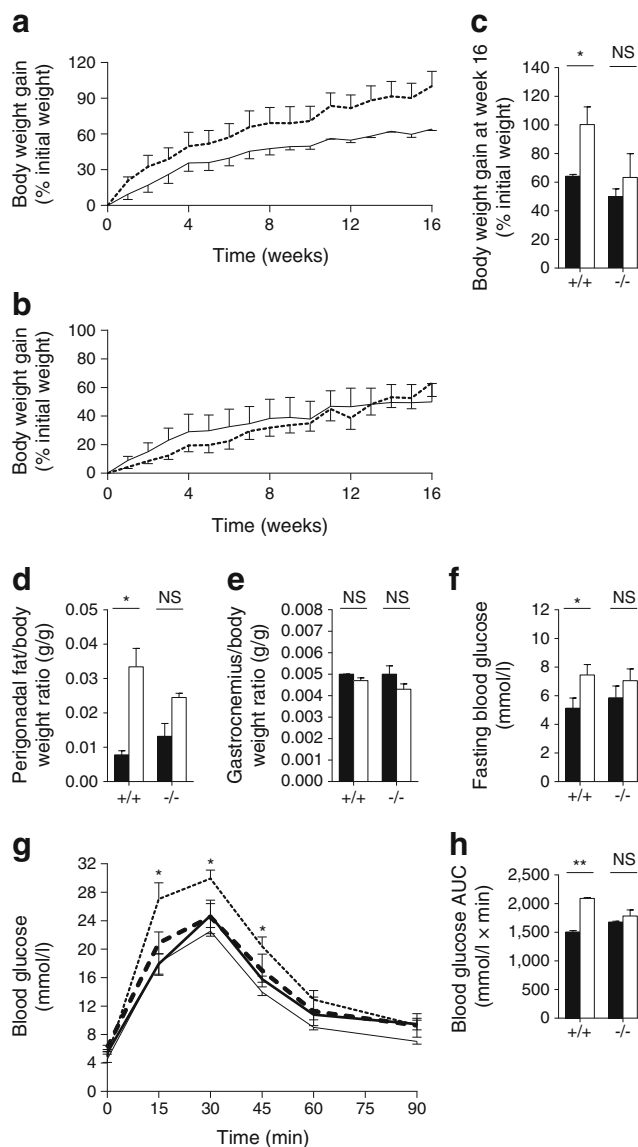 a
Body weight gain
(% initial weight)
120
90
60
30
0
0 4 8 12 16
Time (weeks)
b
Body weight gain
(% initial weight)
100
80
60
40
20
0
0 4 8 12 16
Time (weeks)
c
Body weight gain at week 16
(% initial weight)
* NS
140
120
100
80
60
40
20
0
+/+ -/-
d
Perigonadal fat/body
weight ratio (g/g)
* NS
0.05
0.04
0.03
0.02
0.01
0.00
+/+ -/-
e
Gastrocnemius/body
weight ratio (g/g)
NS NS
0.008
0.007
0.006
0.005
0.004
0.003
0.002
0.001
0.000
+/+ -/-
f
Fasting blood glucose
(mmol/l)
* NS
12
10
8
6
4
2
0
+/+ -/-
g
Blood glucose
(mmol/l)
32
28
24
20
16
12
8
4
0
* * *
0 15 30 45 60 75 90
Time (min)
h
Blood glucose AUC
(mmol/l × min)
** NS
2,500
2,000
1,500
1,000
500
0
+/+ -/-